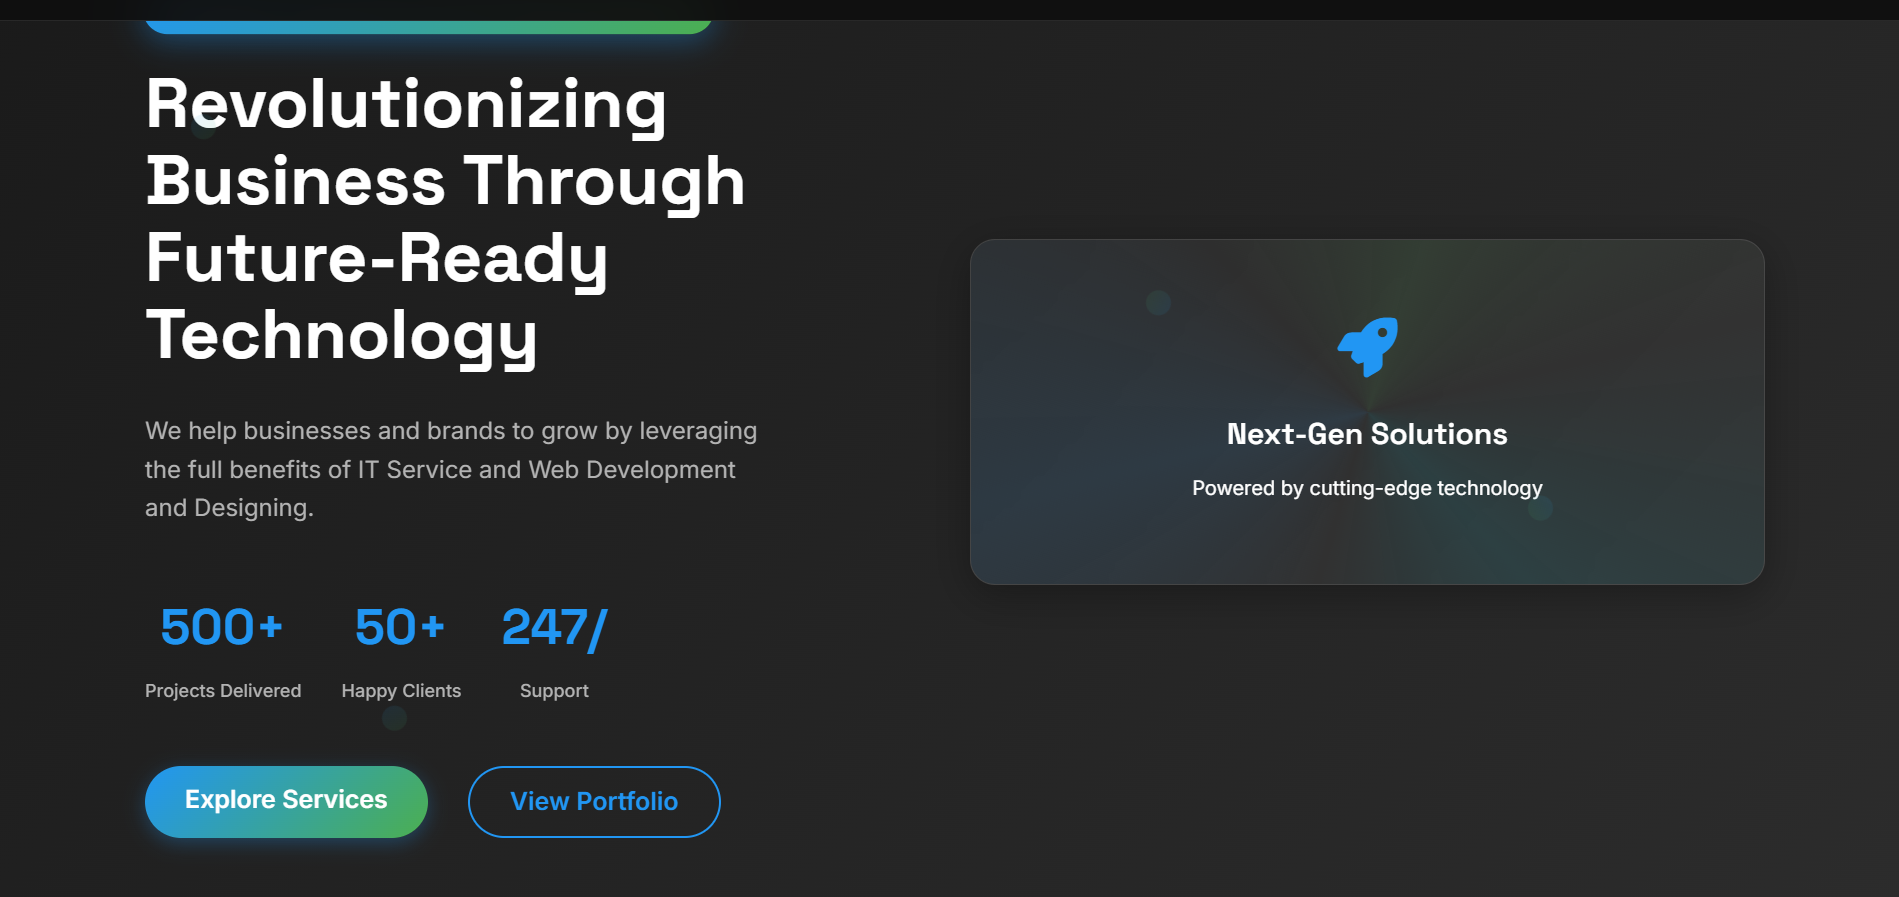 Revolutionizing
Business Through
Future-Ready
Technology
We help businesses and brands to grow by leveraging
the full benefits of IT Service and Web Development
and Designing.
500+ 50+ 247/
Projects Delivered Happy Clients Support
Explore Services View Portfolio
Next-Gen Solutions
Powered by cutting-edge technology